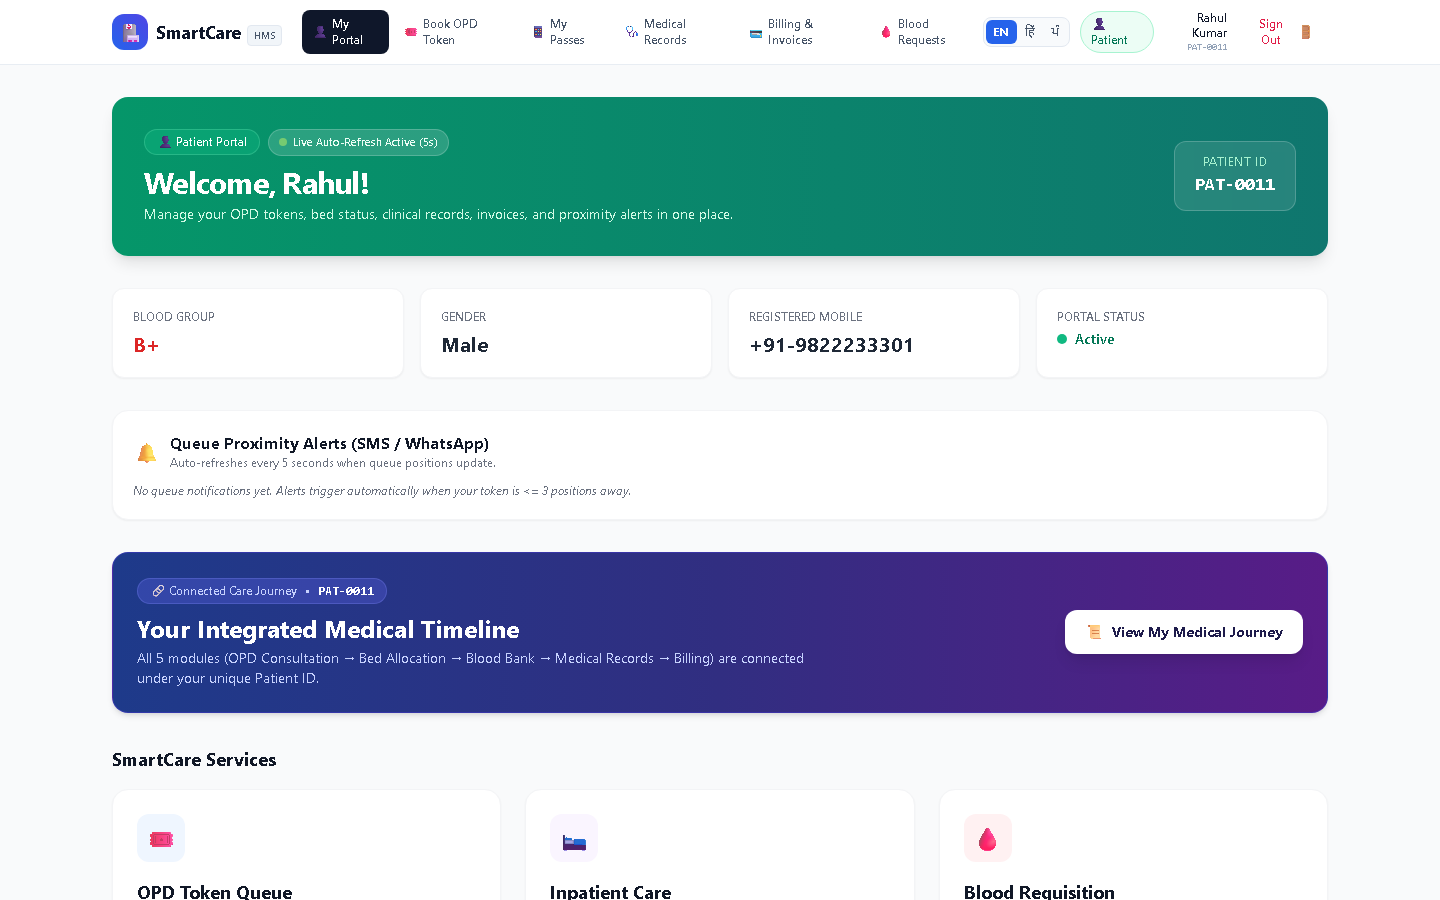 SmartCare HMS
My
Portal
Book OPD
Token
My
Passes
Medical
Records
Billing &
Invoices
Blood
Requests
EN हिं ਪੰ
Patient
Rahul
Kumar
PAT-0011
Sign
Out
Patient Portal
Live Auto-Refresh Active (5s)
Welcome, Rahul!
Manage your OPD tokens, bed status, clinical records, invoices, and proximity alerts in one place.
PATIENT ID
PAT-0011
BLOOD GROUP
B+
GENDER
Male
REGISTERED MOBILE
+91-9822233301
PORTAL STATUS
Active
Queue Proximity Alerts (SMS / WhatsApp)
Auto-refreshes every 5 seconds when queue positions update.
No queue notifications yet. Alerts trigger automatically when your token is <= 3 positions away.
Connected Care Journey • PAT-0011
Your Integrated Medical Timeline
All 5 modules (OPD Consultation → Bed Allocation → Blood Bank → Medical Records → Billing) are connected
under your unique Patient ID.
View My Medical Journey
SmartCare Services
OPD Token Queue
Inpatient Care
Blood Requisition